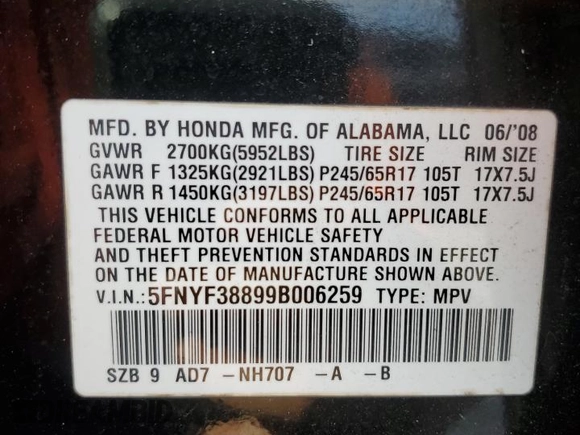 MFD. BY HONDA MFG. OF ALABAMA, LLC 06/'08
GVWR 2700KG(5952LBS) TIRE SIZE RIM SIZE
GAWR F 1325KG(2921LBS) P245/65R17 105T 17X7.5J
GAWR R 1450KG(3197LBS) P245/65R17 105T 17X7.5J
THIS VEHICLE CONFORMS TO ALL APPLICABLE
FEDERAL MOTOR VEHICLE SAFETY
AND THEFT PREVENTION STANDARDS IN EFFECT
ON THE DATE OF MANUFACTURE SHOWN ABOVE.
V.I.N.:5FNYF38899B006259 TYPE: MPV
SZB 9 AD7 -NH707 -A -B